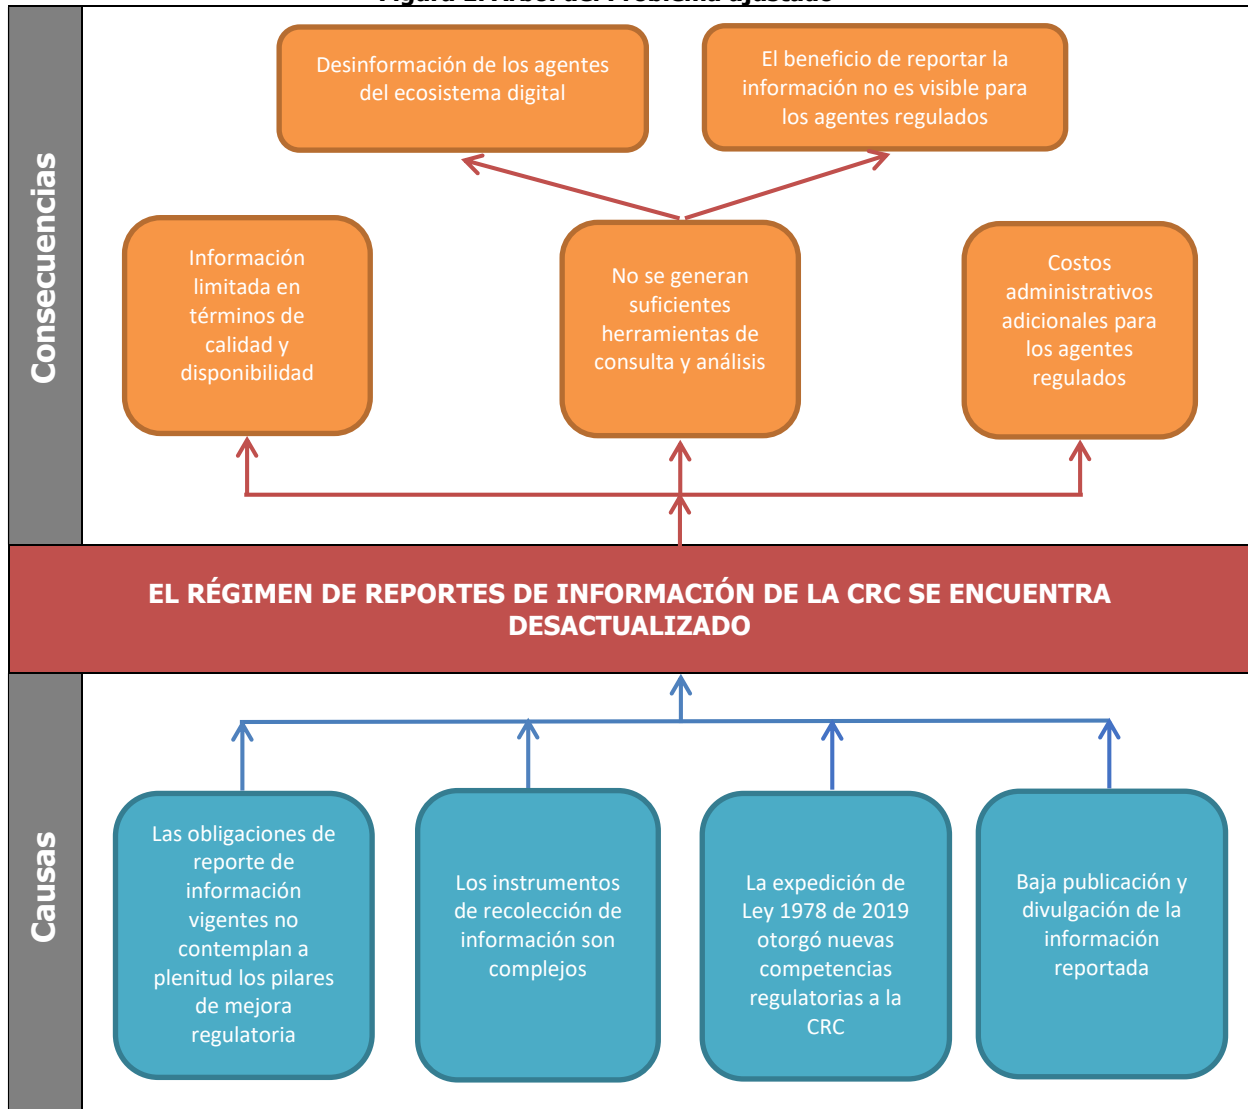 Desinformación de los agentes
del ecosistema digital
El beneficio de reportar la
información no es visible para
los agentes regulados
Consecuencias
Información
limitada en
términos de
calidad y
disponibilidad
No se generan
suficientes
herramientas de
consulta y análisis
Costos
administrativos
adicionales para
los agentes
regulados
EL RÉGIMEN DE REPORTES DE INFORMACIÓN DE LA CRC SE ENCUENTRA
DESACTUALIZADO
Causas
Las obligaciones de
reporte de
información
vigentes no
contemplan a
plenitud los pilares
de mejora
regulatoria
Los instrumentos
de recolección de
información son
complejos
La expedición de
Ley 1978 de 2019
otorgó nuevas
competencias
regulatorias a la
CRC
Baja publicación y
divulgación de la
información
reportada